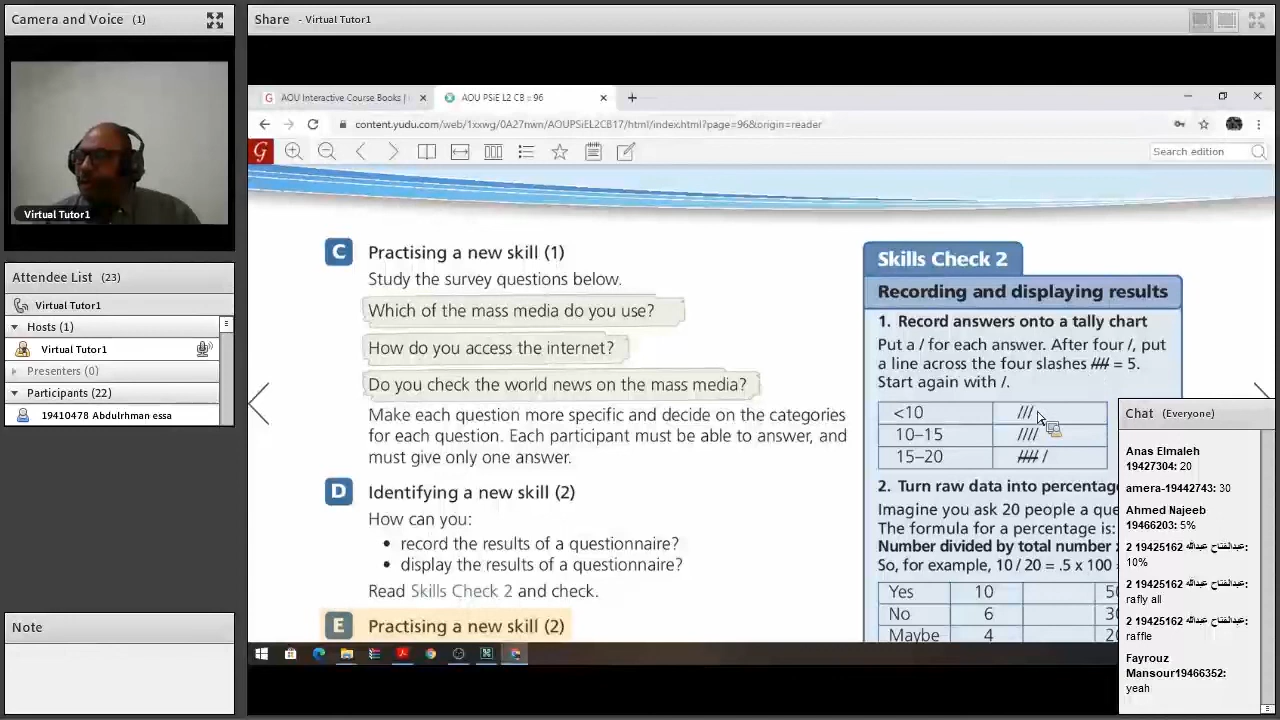 Camera and Voice (1)
Virtual Tutor1
Attendee List (23)
Virtual Tutor1
Hosts (1)
Virtual Tutor1
Presenters (0)
Participants (22)
19410478 Abdulrhman essa
Note
Share - Virtual Tutor1
AOU Interactive Course Books |
AOU PSiE L2 CB :: 96
content.yudu.com/web/1xxwg/0A27nwn/AOUPSiEL2CB17/html/index.html?page=96&origin=reader
Search edition
C Practising a new skill (1)
Study the survey questions below.
Which of the mass media do you use?
How do you access the internet?
Do you check the world news on the mass media?
Make each question more specific and decide on the categories
for each question. Each participant must be able to answer, and
must give only one answer.
D Identifying a new skill (2)
How can you:
• record the results of a questionnaire?
• display the results of a questionnaire?
Read Skills Check 2 and check.
E Practising a new skill (2)
Skills Check 2
Recording and displaying results
1. Record answers onto a tally chart
Put a / for each answer. After four /, put
a line across the four slashes //// = 5.
Start again with /.
<10 ///
10–15 ////
15–20 //// /
2. Turn raw data into percentag
Imagine you ask 20 people a que
The formula for a percentage is:
Number divided by total number
So, for example, 10 / 20 = .5 x 100
Yes 10 50
No 6 30
Maybe 4 20
Chat (Everyone)
Anas Elmaleh
19427304: 20
amera-19442743: 30
Ahmed Najeeb
19466203: 5%
2 19425162 عبدالفتاح عبدالله:
10%
2 19425162 عبدالفتاح عبدالله:
rafly all
2 19425162 عبدالفتاح عبدالله:
raffle
Fayrouz
Mansour19466352:
yeah